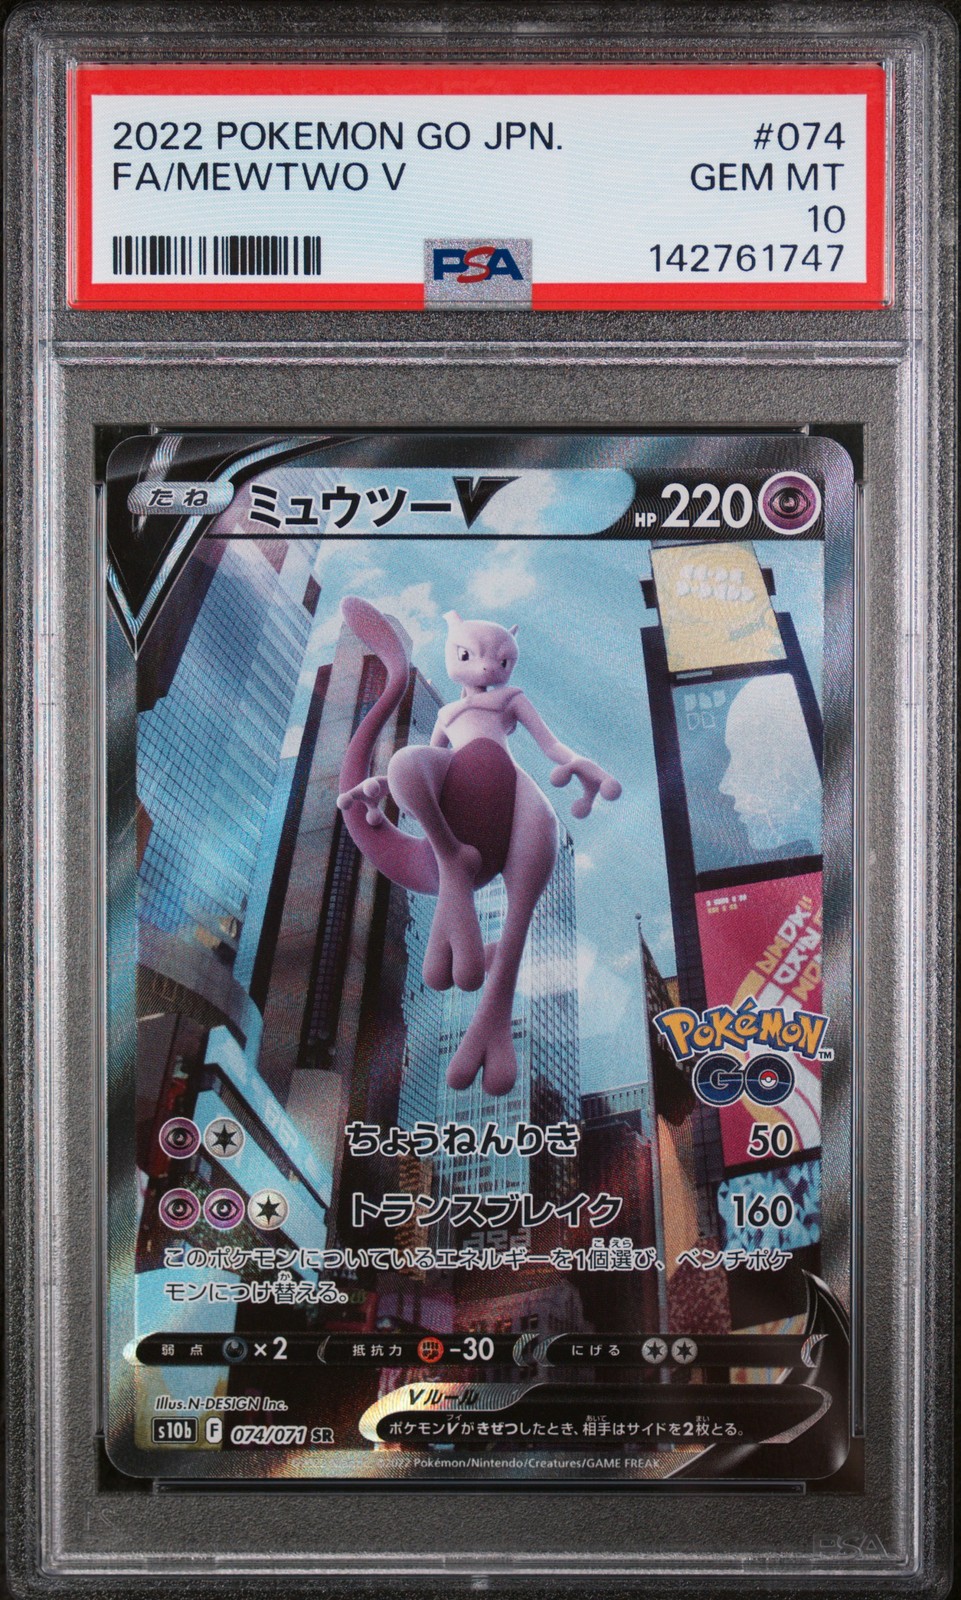 2022 POKEMON GO JPN. #074
FA/MEWTWO V GEM MT
10
PSA 142761747
たね ミュウツーV HP 220
Pokémon
GO™
ちょうねんりき 50
トランスブレイク 160
このポケモンについているエネルギーを1個選び、ベンチポケ
モンにつけ替える。
弱点 ×2 抵抗力 -30 にげる
Illus. N-DESIGN Inc.
Vルール
ポケモンVがきぜつしたとき、相手はサイドを2枚とる。
s10b F 074/071 SR
©2022 Pokémon/Nintendo/Creatures/GAME FREAK
PSA